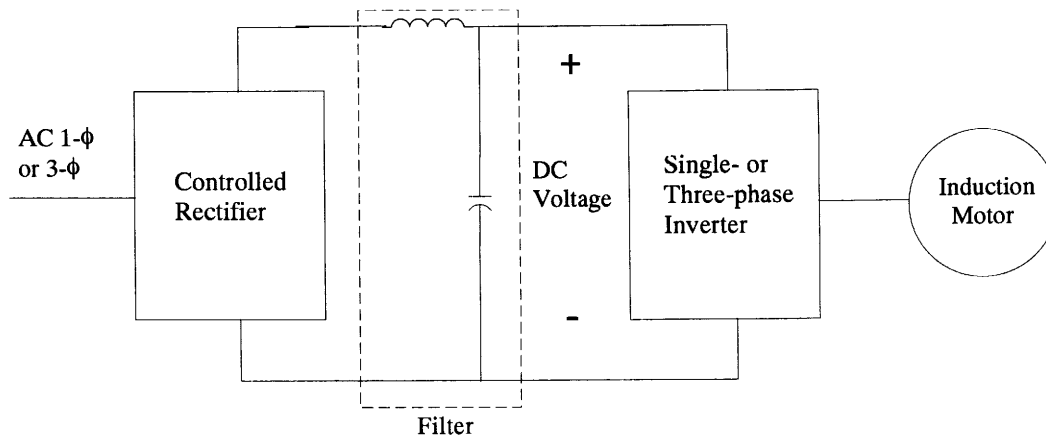 AC 1-ϕ
or 3-ϕ
Controlled
Rectifier
+
DC
Voltage
-
Single- or
Three-phase
Inverter
Induction
Motor
Filter